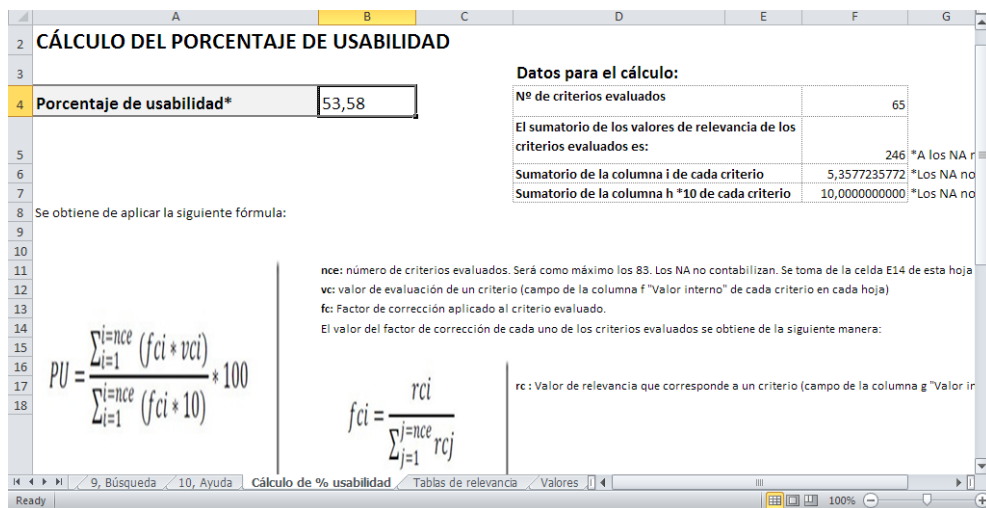 A B C D E F G
2 CÁLCULO DEL PORCENTAJE DE USABILIDAD
3 Datos para el cálculo:
4 Porcentaje de usabilidad* 53,58 Nº de criterios evaluados 65
El sumatorio de los valores de relevancia de los
5 criterios evaluados es: 246 *A los NA r
6 Sumatorio de la columna i de cada criterio 5,3577235772 *Los NA no
7 Sumatorio de la columna h *10 de cada criterio 10,0000000000 *Los NA no
8 Se obtiene de aplicar la siguiente fórmula:
9
10
11 nce: número de criterios evaluados. Será como máximo los 83. Los NA no contabilizan. Se toma de la celda E14 de esta hoja
12 vc: valor de evaluación de un criterio (campo de la columna f "Valor interno" de cada criterio en cada hoja)
13 fc: Factor de corrección aplicado al criterio evaluado.
14 El valor del factor de corrección de cada uno de los criterios evaluados se obtiene de la siguiente manera:
15
16
17 rc : Valor de relevancia que corresponde a un criterio (campo de la columna g "Valor in
18
PU = ∑_{i=1}^{i=nce} (fci * vci) / ∑_{i=1}^{i=nce} (fci * 10) * 100
fci = rci / ∑_{j=1}^{j=nce} rcj
9, Búsqueda 10, Ayuda Cálculo de % usabilidad Tablas de relevancia Valores
Ready 100%